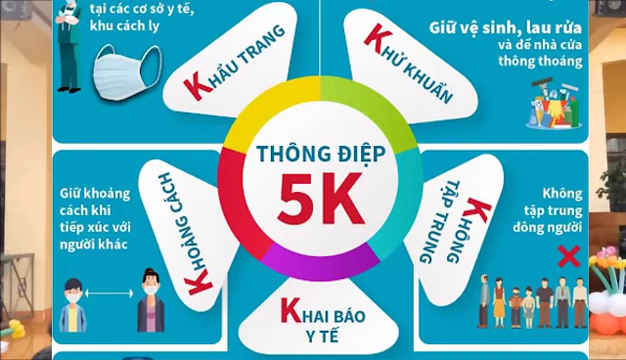 tại các cơ sở y tế,
khu cách ly
KHẨU TRANG
KHỬ KHUẨN
Giữ vệ sinh, lau rửa
và để nhà cửa
thông thoáng
THÔNG ĐIỆP
5K
Giữ khoảng
cách khi
tiếp xúc với
người khác
KHOẢNG CÁCH
KHÔNG
TẬP TRUNG
Không
tập trung
đông người
KHAI BÁO
Y TẾ